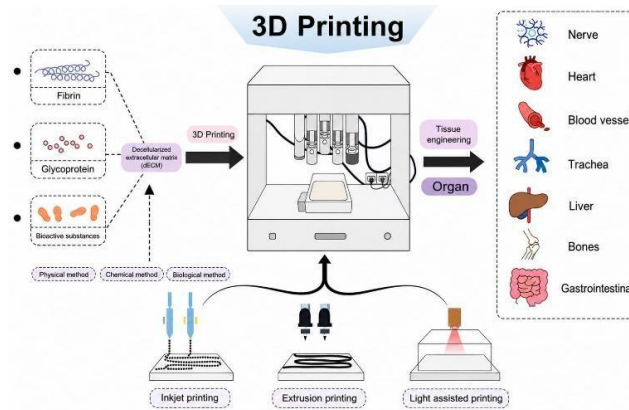 3D Printing
Fibrin
Glycoprotein
Bioactive substances
Decellularized
extracellular matrix
(dECM)
3D Printing
Tissue
engineering
Organ
Nerve
Heart
Blood vesse
Trachea
Liver
Bones
Gastrointestina
Physical method
Chemical method
Biological method
Inkjet printing
Extrusion printing
Light assisted printing